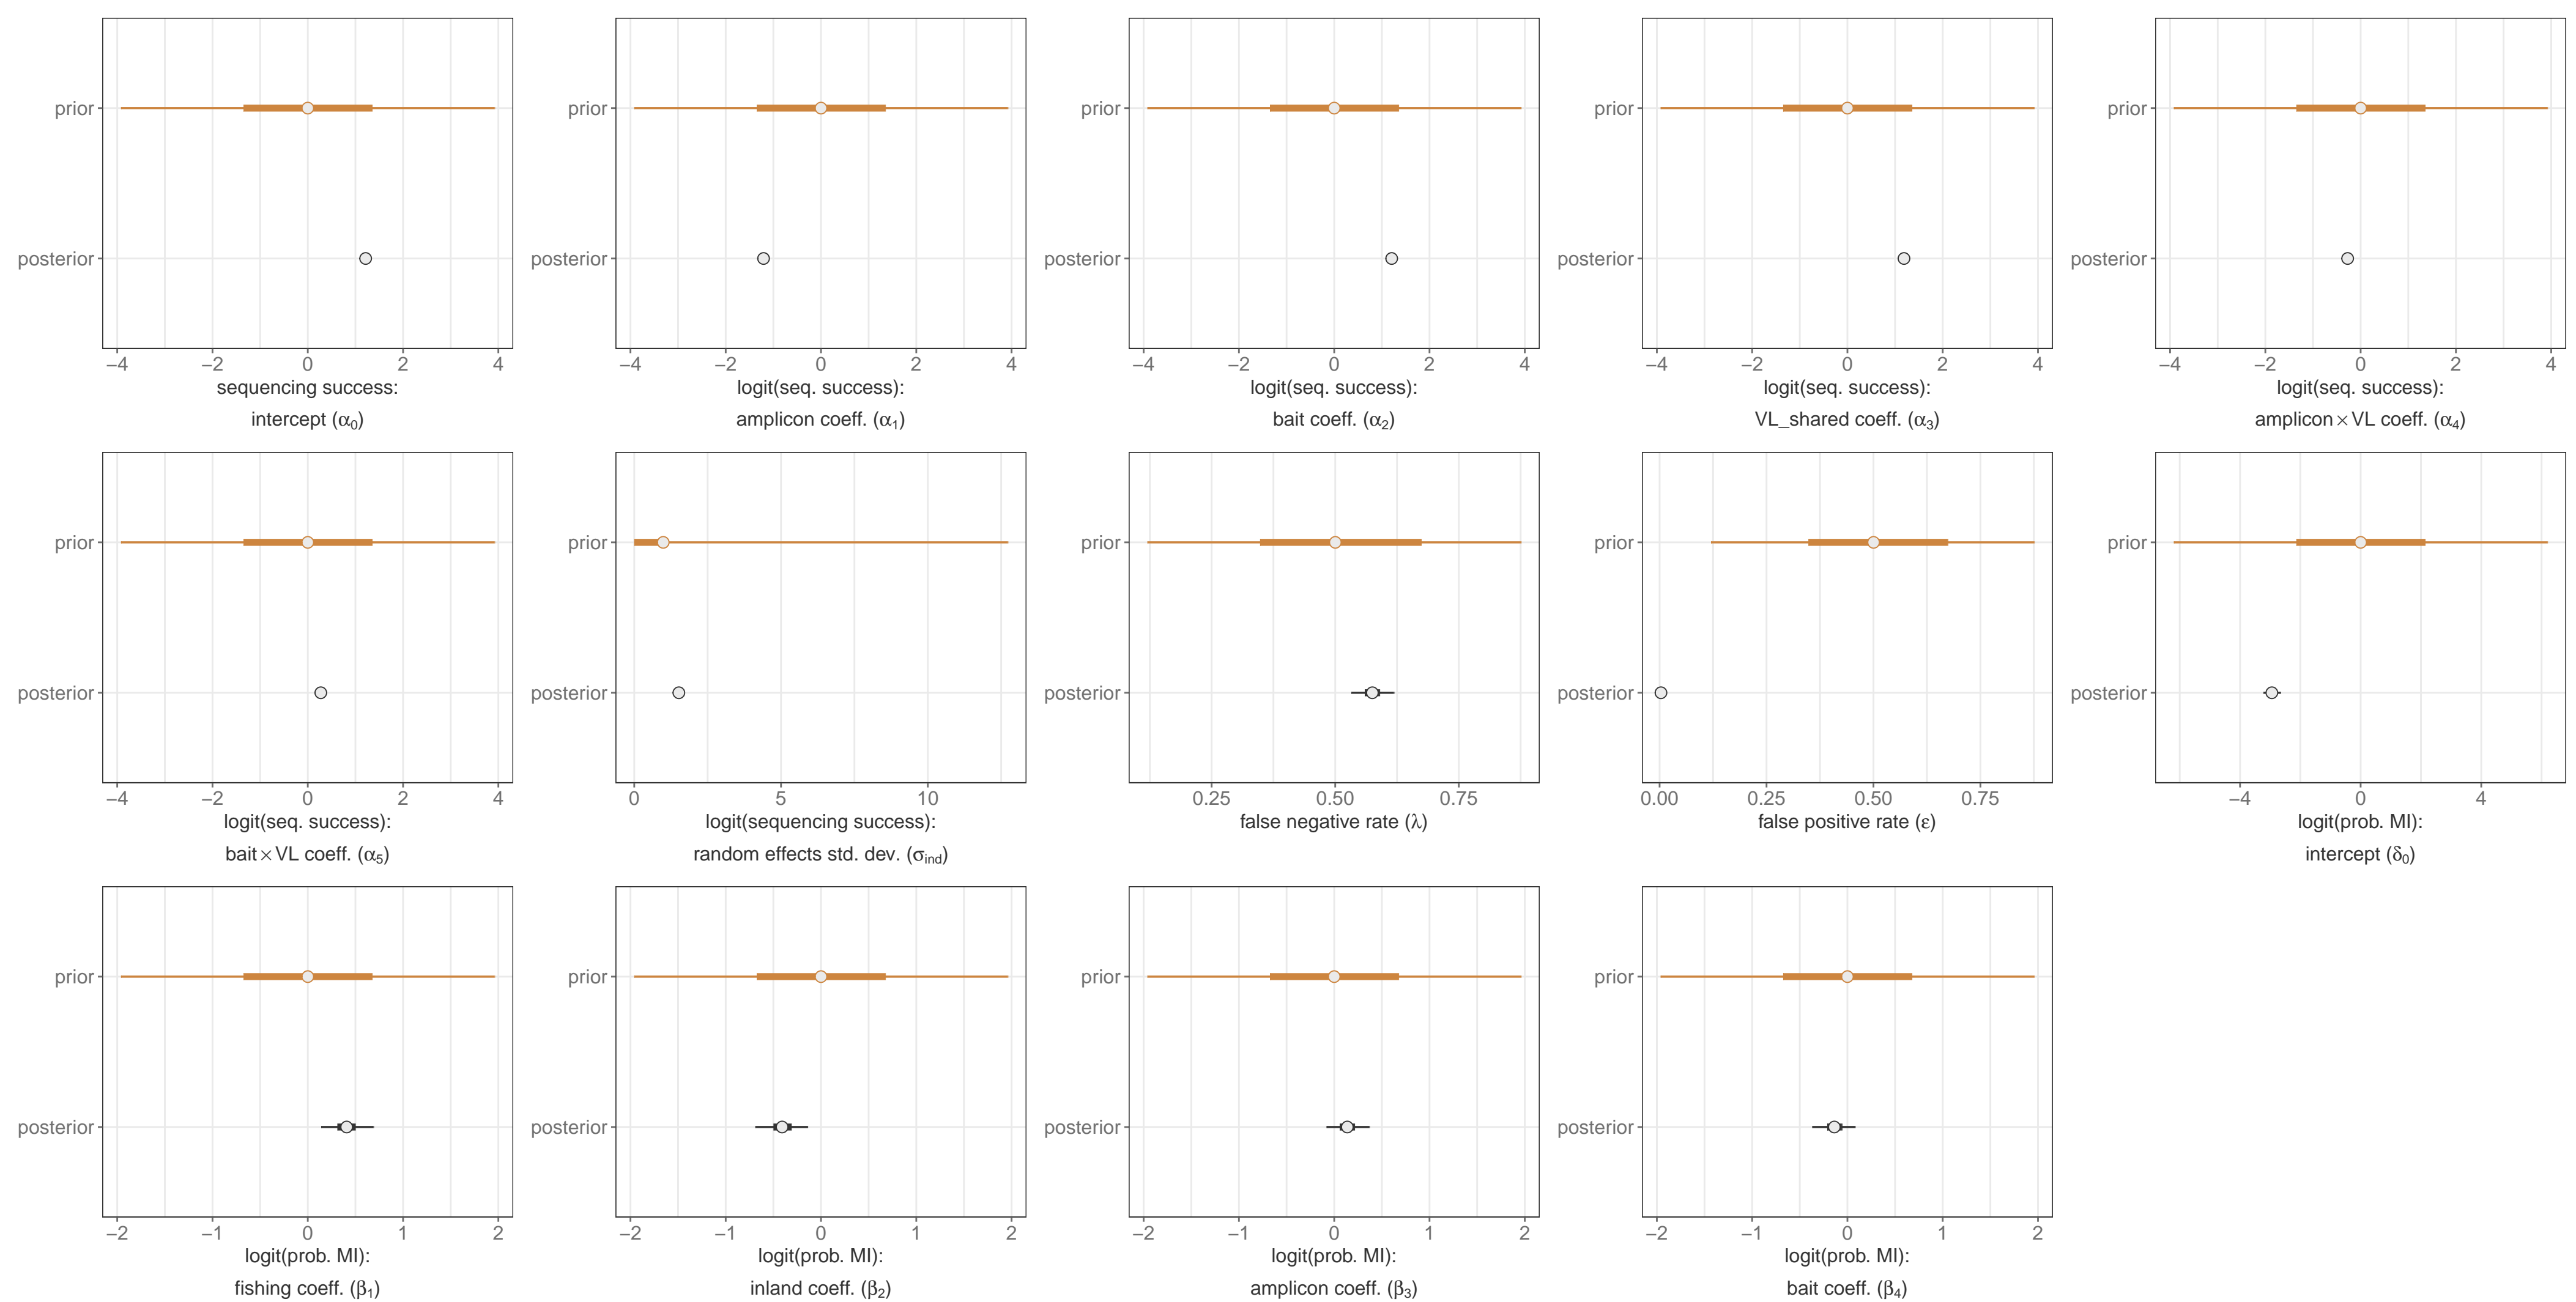 prior
posterior
−4 −2 0 2 4
sequencing success:
intercept (α0)
prior
posterior
−4 −2 0 2 4
logit(seq. success):
amplicon coeff. (α1)
prior
posterior
−4 −2 0 2 4
logit(seq. success):
bait coeff. (α2)
prior
posterior
−4 −2 0 2 4
logit(seq. success):
VL_shared coeff. (α3)
prior
posterior
−4 −2 0 2 4
logit(seq. success):
amplicon×VL coeff. (α4)
prior
posterior
−4 −2 0 2 4
logit(seq. success):
bait×VL coeff. (α5)
prior
posterior
0 5 10
logit(sequencing success):
random effects std. dev. (σind)
prior
posterior
0.25 0.50 0.75
false negative rate (λ)
prior
posterior
0.00 0.25 0.50 0.75
false positive rate (ε)
prior
posterior
−4 0 4
logit(prob. MI):
intercept (δ0)
prior
posterior
−2 −1 0 1 2
logit(prob. MI):
fishing coeff. (β1)
prior
posterior
−2 −1 0 1 2
logit(prob. MI):
inland coeff. (β2)
prior
posterior
−2 −1 0 1 2
logit(prob. MI):
amplicon coeff. (β3)
prior
posterior
−2 −1 0 1 2
logit(prob. MI):
bait coeff. (β4)